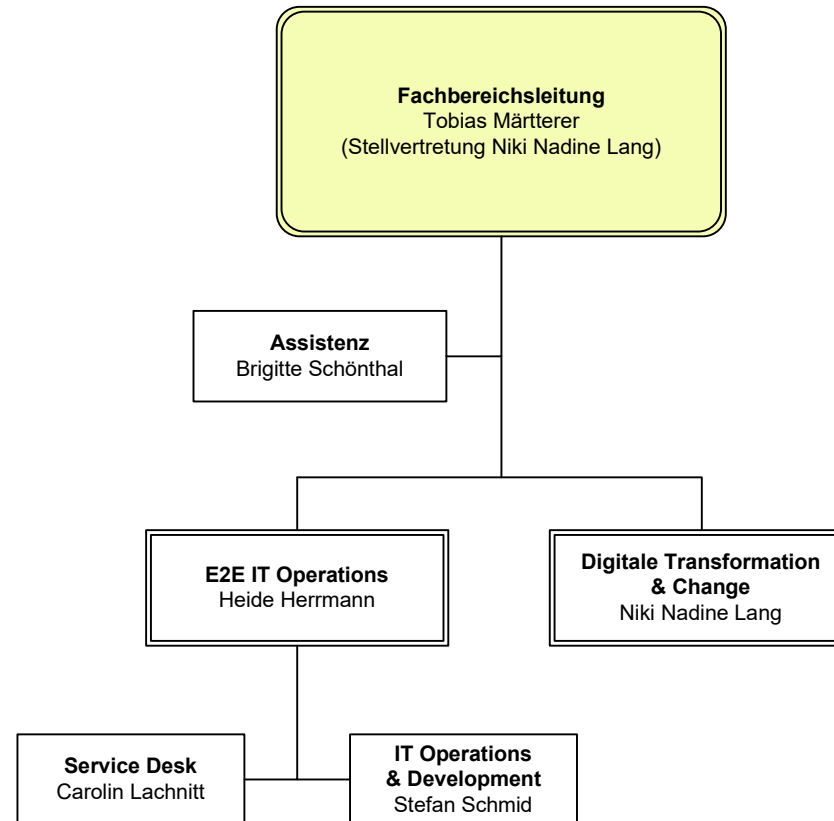 Fachbereichsleitung
Tobias Märtterer
(Stellvertretung Niki Nadine Lang)
Assistenz
Brigitte Schönthal
E2E IT Operations
Heide Herrmann
Digitale Transformation
& Change
Niki Nadine Lang
Service Desk
Carolin Lachnitt
IT Operations
& Development
Stefan Schmid